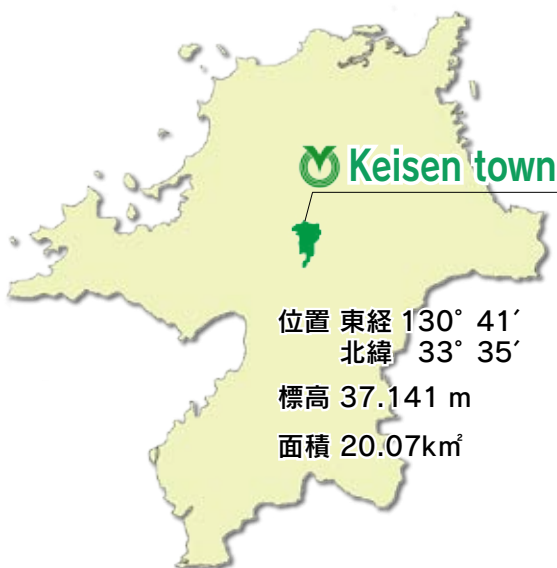 Keisen town
位置 東経 130° 41′
北緯 33° 35′
標高 37.141 m
面積 20.07k㎡